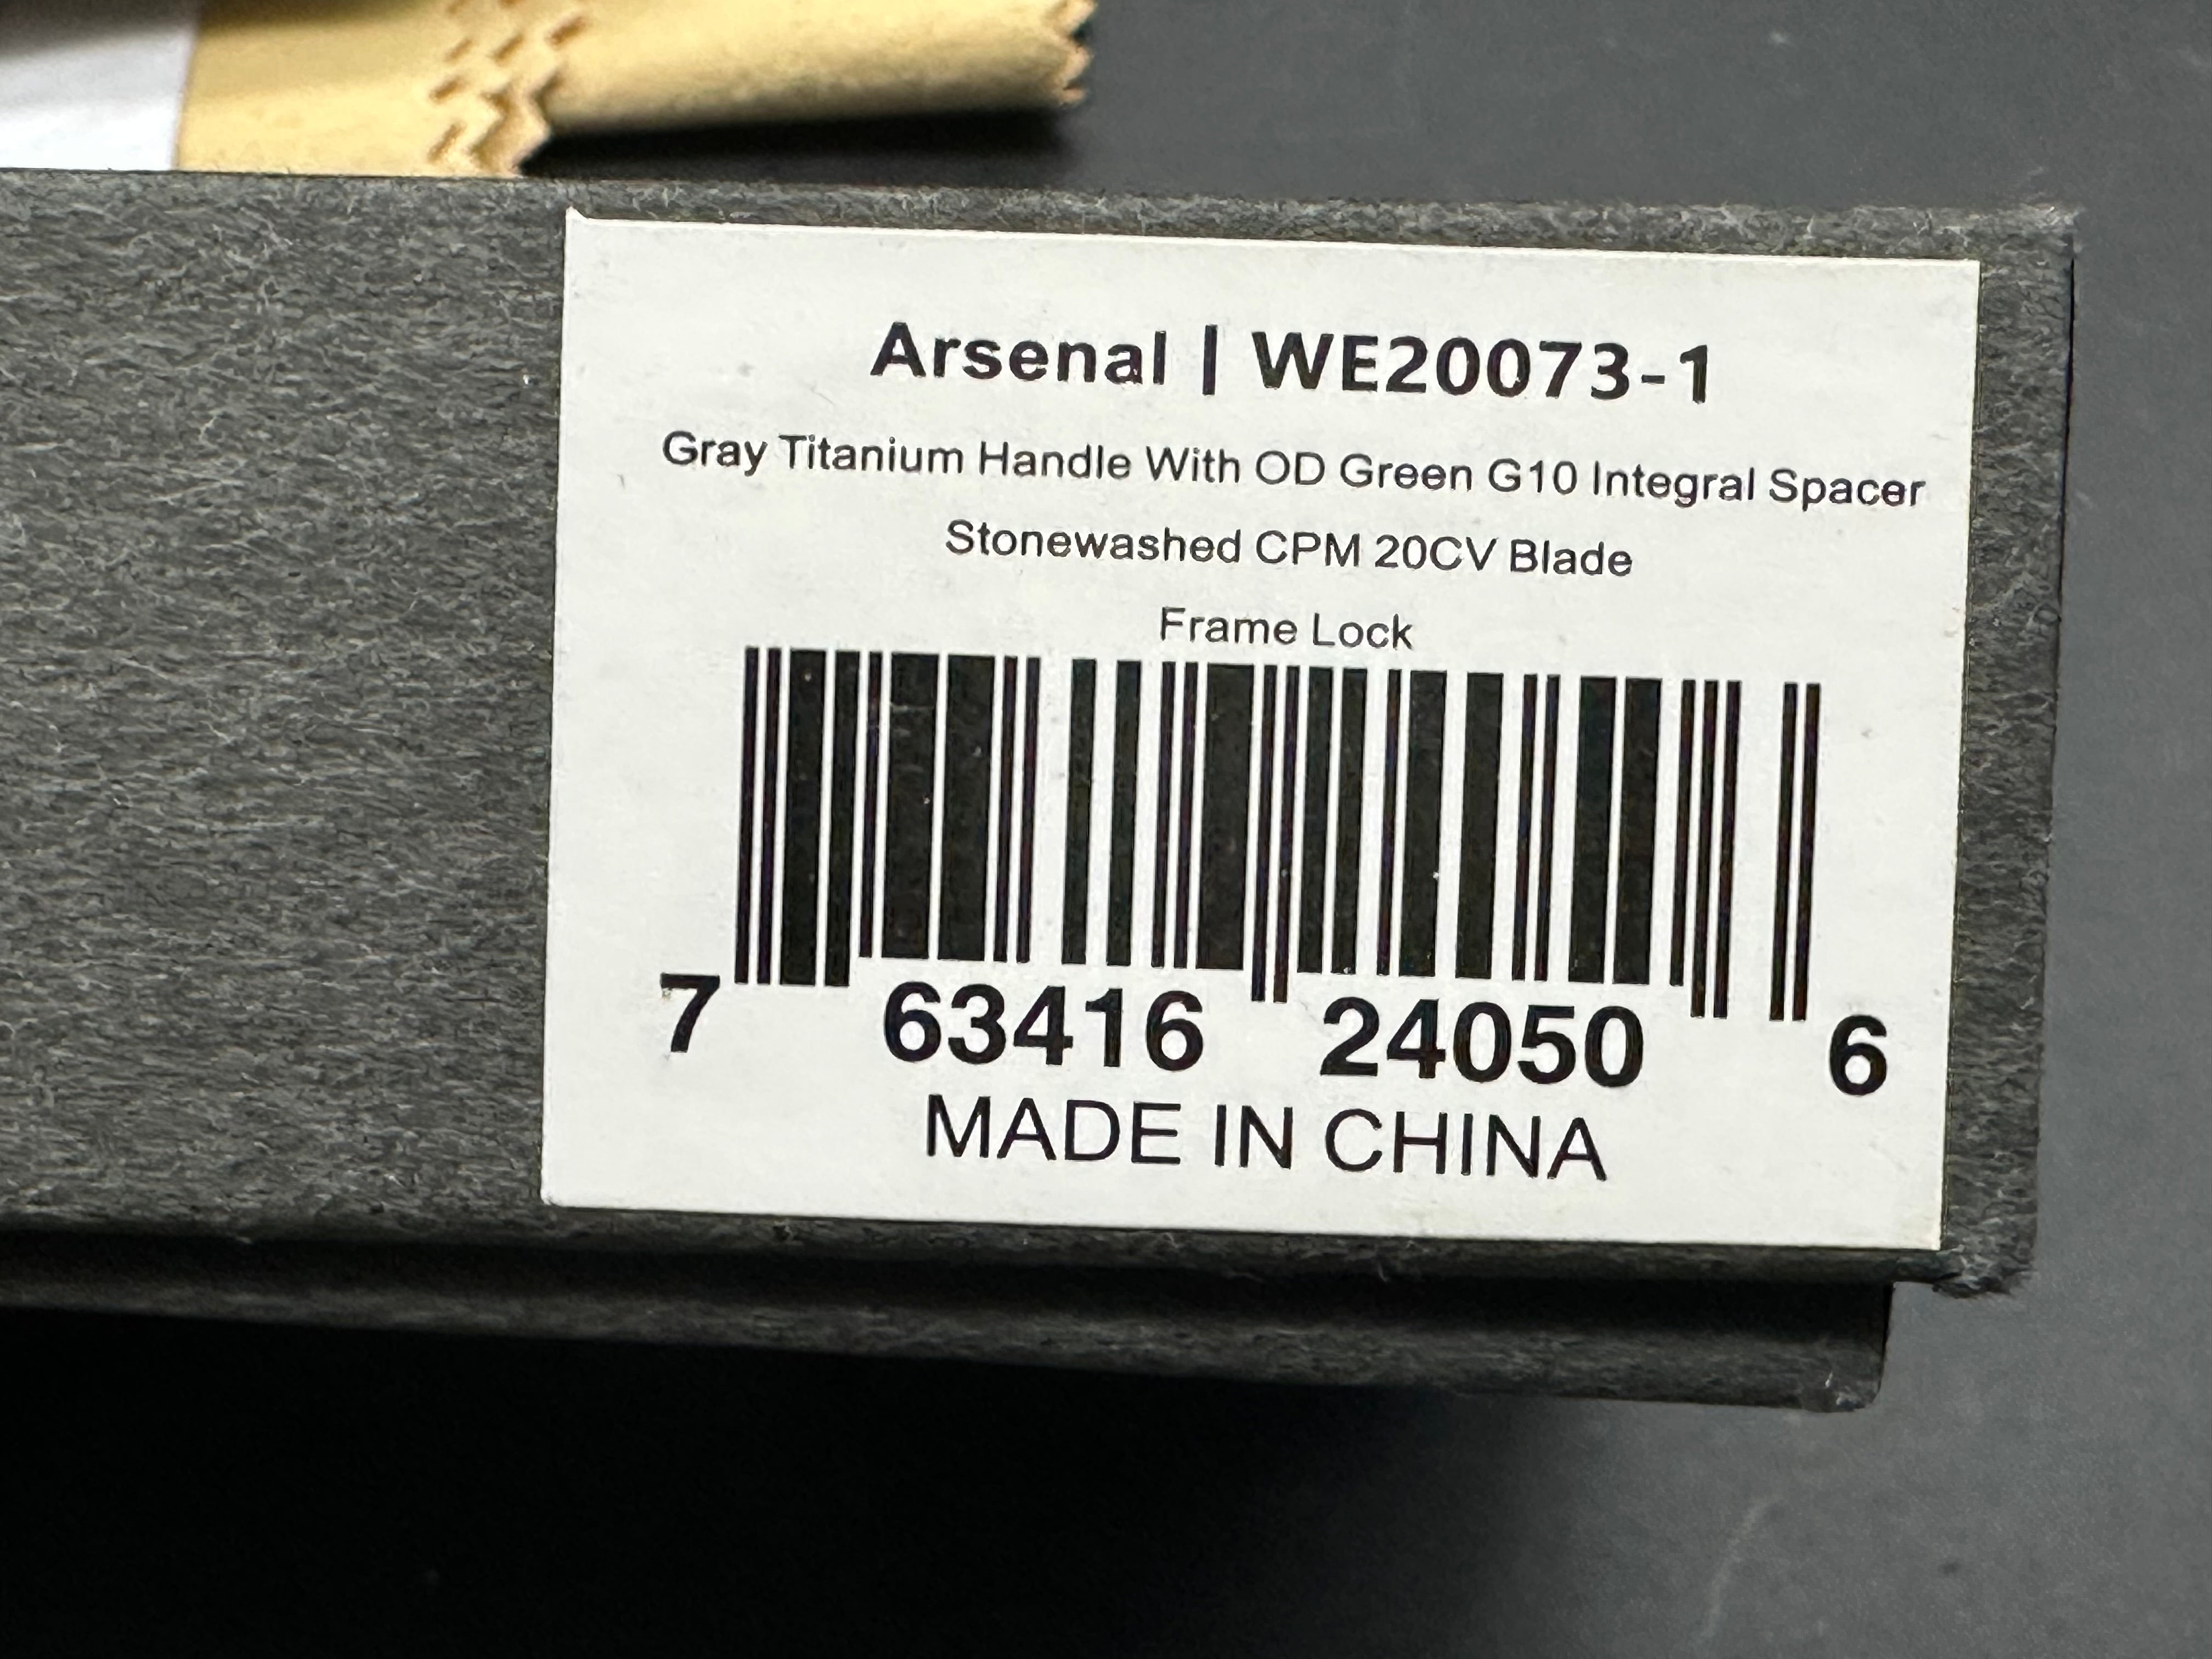 Arsenal | WE20073-1
Gray Titanium Handle With OD Green G10 Integral Spacer
Stonewashed CPM 20CV Blade
Frame Lock
7 63416 24050 6
MADE IN CHINA